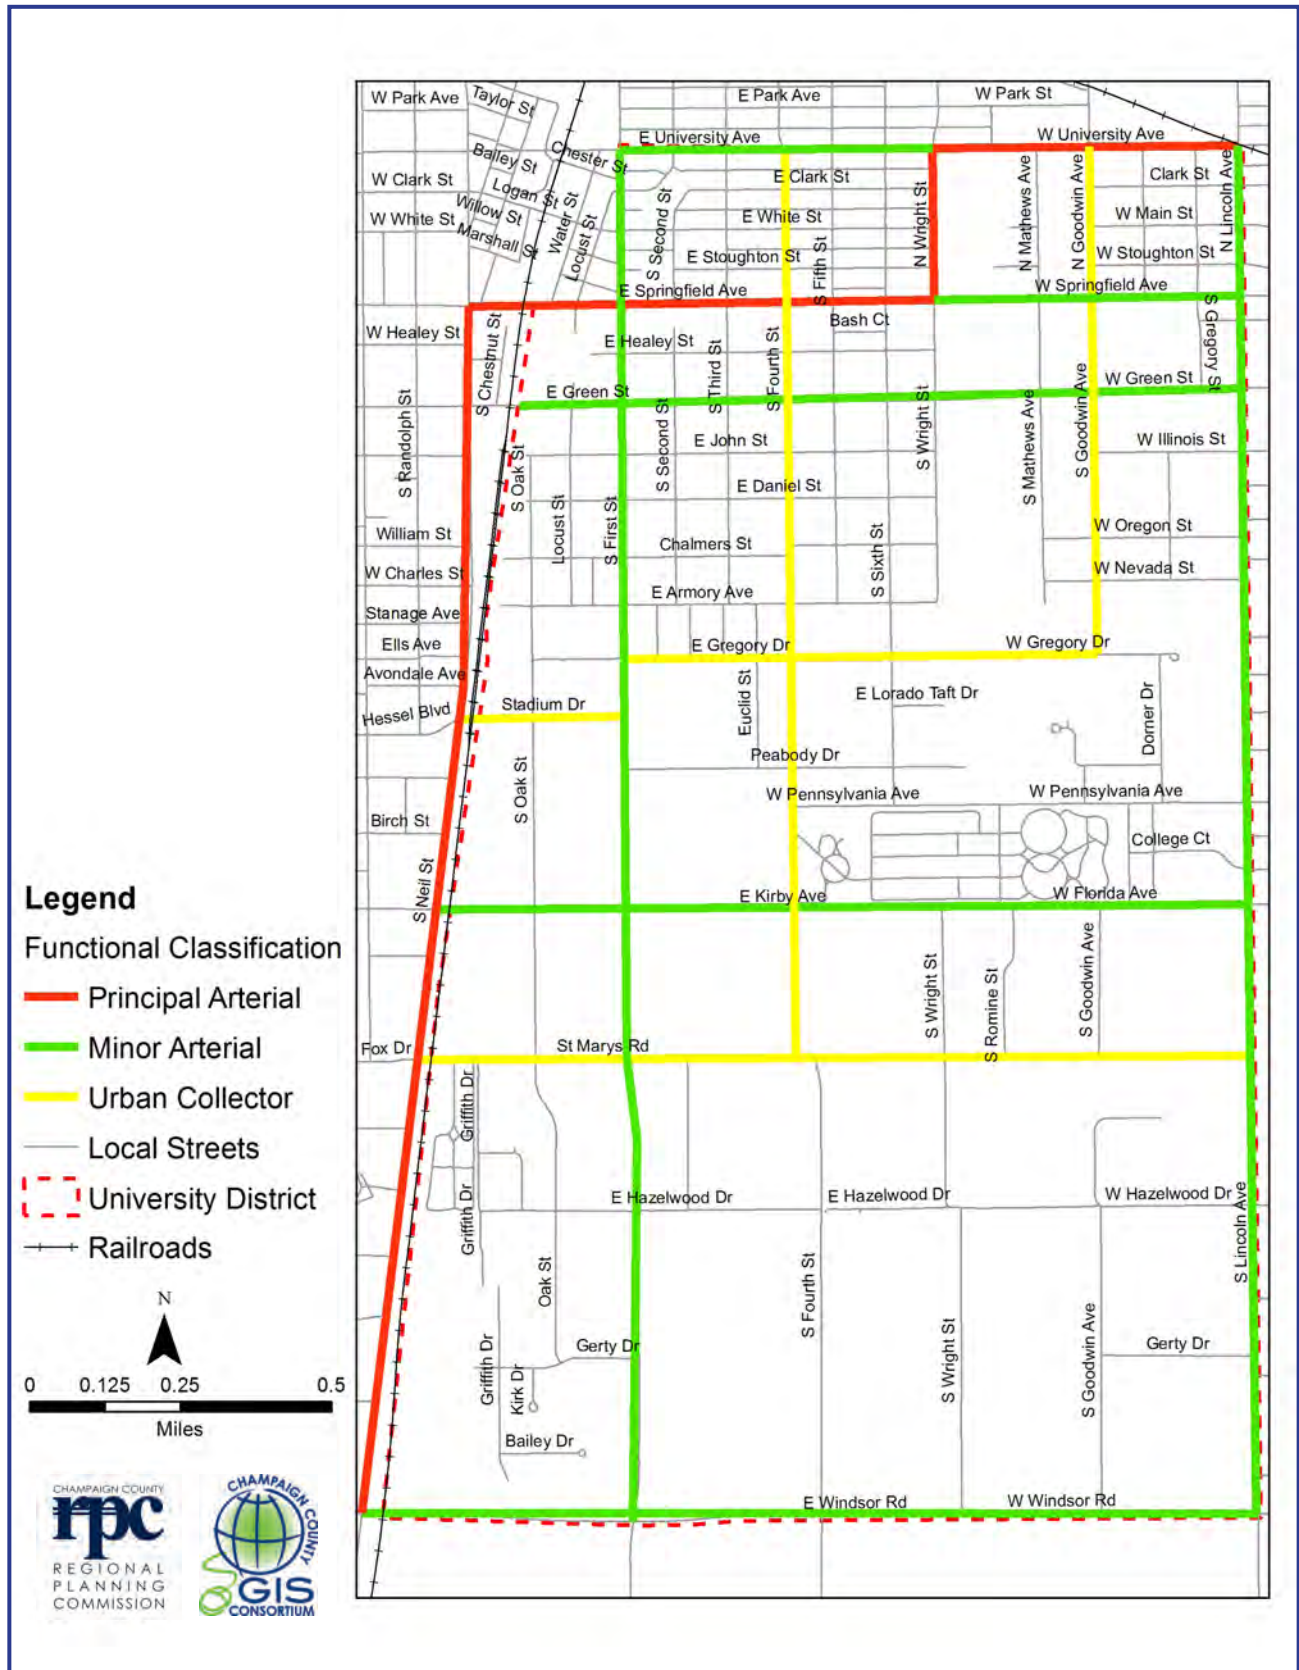 W Park Ave
Taylor St
E Park Ave
W Park St
E University Ave
W University Ave
Bailey St
Chester St
W Clark St
Logan St
E Clark St
Clark St
W White St
Willow St
Marshall St
Water St
Locust St
S Second St
E White St
W Main St
E Stoughton St
W Stoughton St
S Fifth St
N Wright St
N Mathews Ave
N Goodwin Ave
N Lincoln Ave
E Springfield Ave
W Springfield Ave
W Healey St
S Chestnut St
E Healey St
Bash Ct
S Gregory St
S Third St
S Fourth St
E Green St
W Green St
S Randolph St
S Oak St
S Second St
E John St
S Wright St
S Mathews Ave
S Goodwin Ave
W Illinois St
E Daniel St
William St
Locust St
S First St
Chalmers St
S Sixth St
W Oregon St
W Charles St
W Nevada St
Stanage Ave
E Armory Ave
Ells Ave
E Gregory Dr
W Gregory Dr
Avondale Ave
Hessel Blvd
Stadium Dr
Euclid St
E Lorado Taft Dr
Dorner Dr
Peabody Dr
S Oak St
W Pennsylvania Ave
W Pennsylvania Ave
Birch St
College Ct
S Neil St
E Kirby Ave
W Florida Ave
S Wright St
S Romine St
S Goodwin Ave
Fox Dr
St Marys Rd
Griffith Dr
Griffith Dr
E Hazelwood Dr
E Hazelwood Dr
W Hazelwood Dr
Oak St
S Fourth St
S Lincoln Ave
Griffith Dr
Kirk Dr
Gerty Dr
S Wright St
S Goodwin Ave
Gerty Dr
Bailey Dr
E Windsor Rd
W Windsor Rd
Legend
Functional Classification
Principal Arterial
Minor Arterial
Urban Collector
Local Streets
University District
Railroads
N
0 0.125 0.25 0.5
Miles
CHAMPAIGN COUNTY
rpc
REGIONAL
PLANNING
COMMISSION
CHAMPAIGN COUNTY
GIS
CONSORTIUM